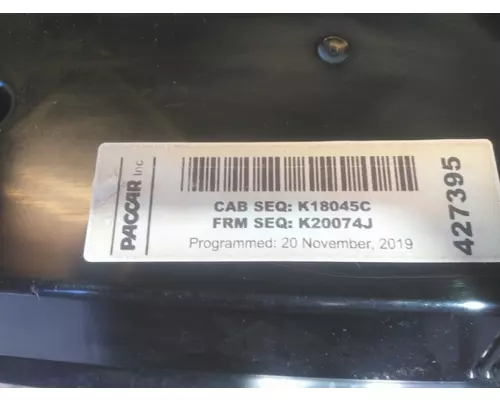 PACCAR Inc
CAB SEQ: K18045C
FRM SEQ: K20074J
Programmed: 20 November, 2019
427395